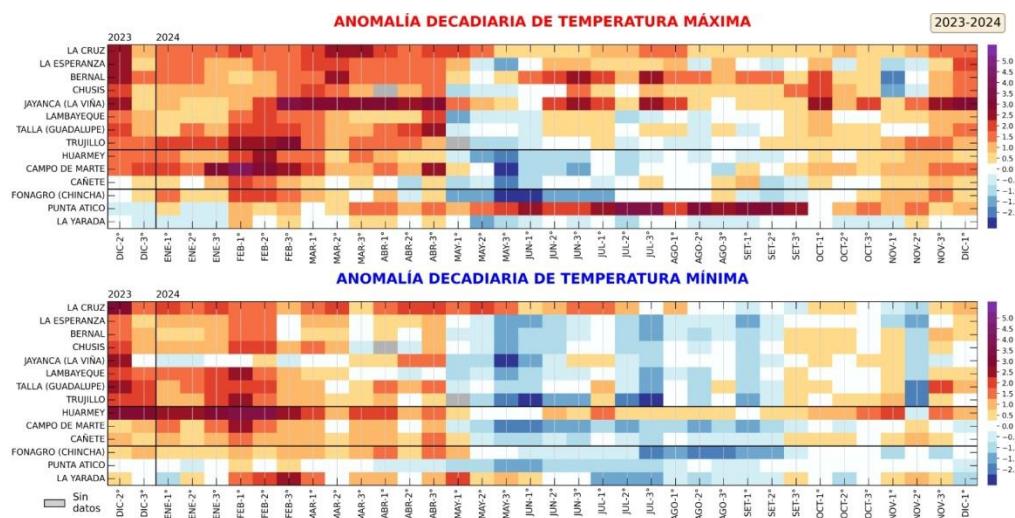 ANOMALÍA DECADIARIA DE TEMPERATURA MÁXIMA
2023-2024
2023 2024
LA CRUZ
LA ESPERANZA
BERNAL
CHUSIS
JAYANCA (LA VIÑA)
LAMBAYEQUE
TALLA (GUADALUPE)
TRUJILLO
HUARMEY
CAMPO DE MARTE
CAÑETE
FONAGRO (CHINCHA)
PUNTA ATICO
LA YARADA
5.0
4.5
4.0
3.5
3.0
2.5
2.0
1.5
1.0
0.5
0.0
−0.
−1.
−1.
−2.
DIC-2° DIC-3° ENE-1° ENE-2° ENE-3° FEB-1° FEB-2° FEB-3° MAR-1° MAR-2° MAR-3° ABR-1° ABR-2° ABR-3° MAY-1° MAY-2° MAY-3° JUN-1° JUN-2° JUN-3° JUL-1° JUL-2° JUL-3° AGO-1° AGO-2° AGO-3° SET-1° SET-2° SET-3° OCT-1° OCT-2° OCT-3° NOV-1° NOV-2° NOV-3° DIC-1°
ANOMALÍA DECADIARIA DE TEMPERATURA MÍNIMA
2023 2024
LA CRUZ
LA ESPERANZA
BERNAL
CHUSIS
JAYANCA (LA VIÑA)
LAMBAYEQUE
TALLA (GUADALUPE)
TRUJILLO
HUARMEY
CAMPO DE MARTE
CAÑETE
FONAGRO (CHINCHA)
PUNTA ATICO
LA YARADA
5.0
4.5
4.0
3.5
3.0
2.5
2.0
1.5
1.0
0.5
0.0
−0.
−1.
−1.
−2.
Sin
datos
DIC-2° DIC-3° ENE-1° ENE-2° ENE-3° FEB-1° FEB-2° FEB-3° MAR-1° MAR-2° MAR-3° ABR-1° ABR-2° ABR-3° MAY-1° MAY-2° MAY-3° JUN-1° JUN-2° JUN-3° JUL-1° JUL-2° JUL-3° AGO-1° AGO-2° AGO-3° SET-1° SET-2° SET-3° OCT-1° OCT-2° OCT-3° NOV-1° NOV-2° NOV-3° DIC-1°